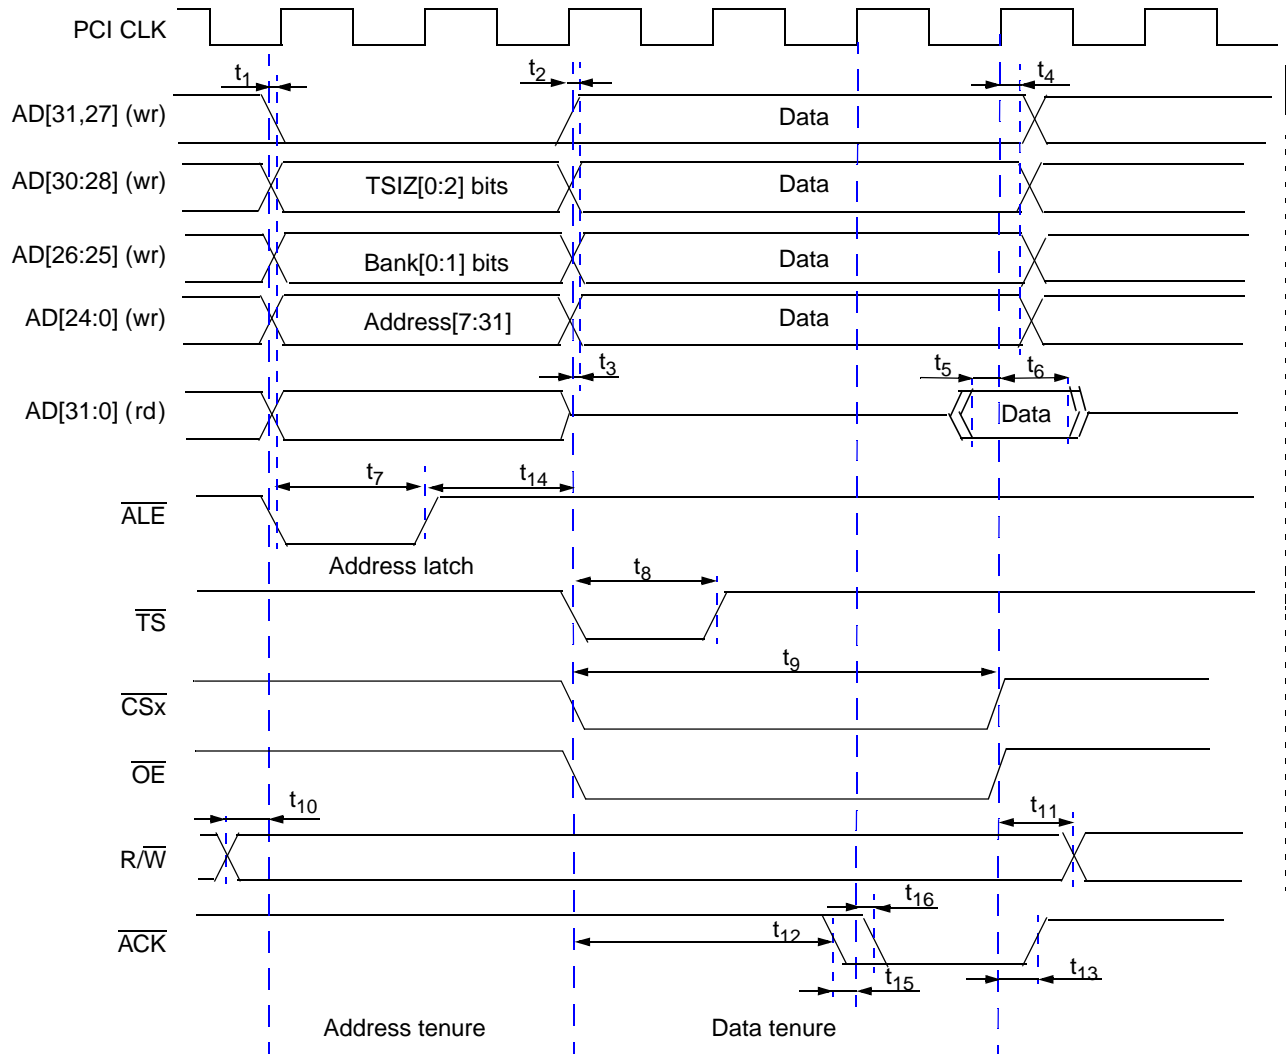 PCI CLK
t1
t2
t4
AD[31,27] (wr)
Data
AD[30:28] (wr)
TSIZ[0:2] bits
Data
AD[26:25] (wr)
Bank[0:1] bits
Data
AD[24:0] (wr)
Address[7:31]
Data
t3
t5
t6
AD[31:0] (rd)
Data
t7
t14
ALE
Address latch
t8
TS
t9
CSx
OE
t10
t11
R/W
t16
ACK
t12
t15
t13
Address tenure
Data tenure